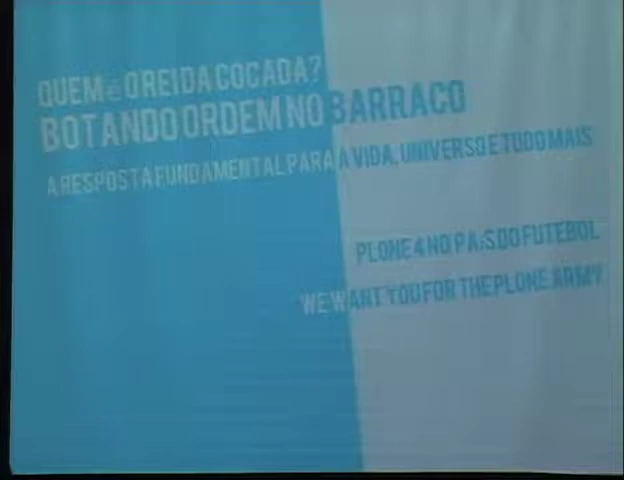 QUEM é O REI DA COCADA?
BOTANDO ORDEM NO BARRACO
A RESPOSTA FUNDAMENTAL PARA A VIDA, UNIVERSO E TUDO MAIS
PLONE 4 NO PAíS DO FUTEBOL
WE WANT YOU FOR THE PLONE ARMY